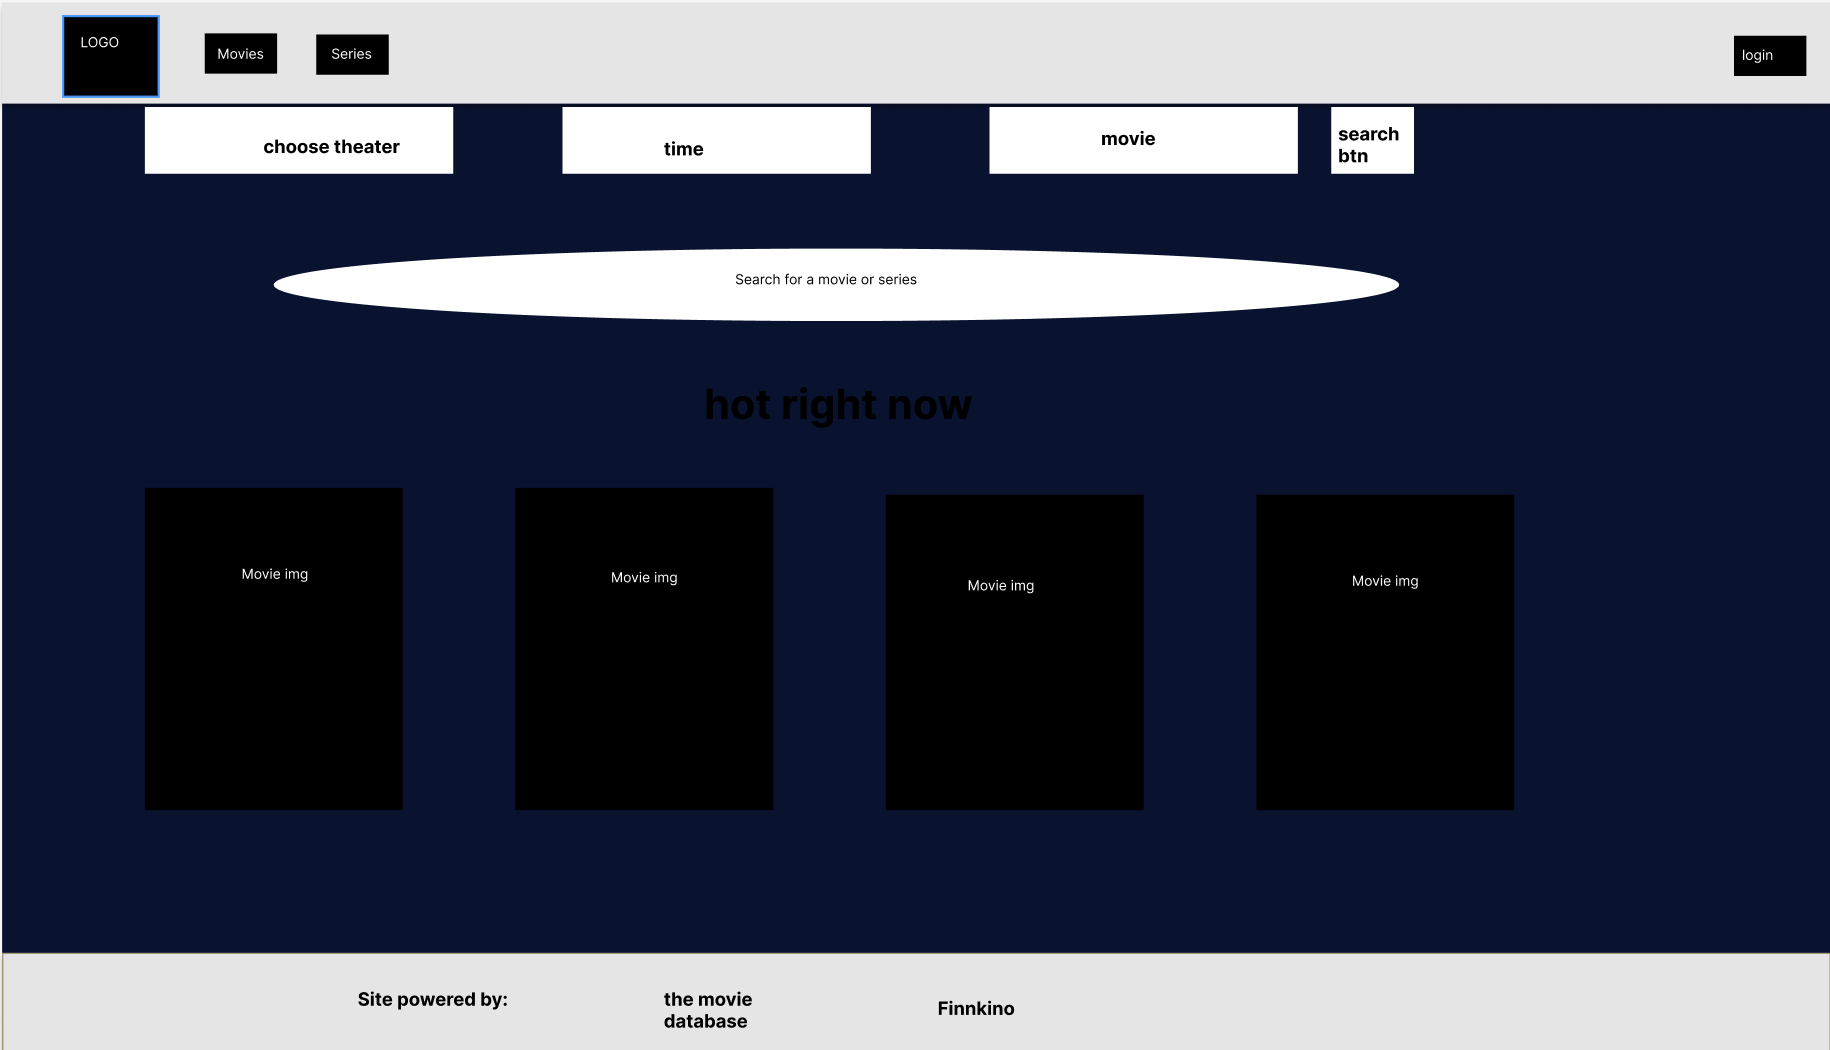 LOGO
Movies
Series
login
choose theater
time
movie
search
btn
Search for a movie or series
hot right now
Movie img
Movie img
Movie img
Movie img
Site powered by:
the movie
database
Finnkino